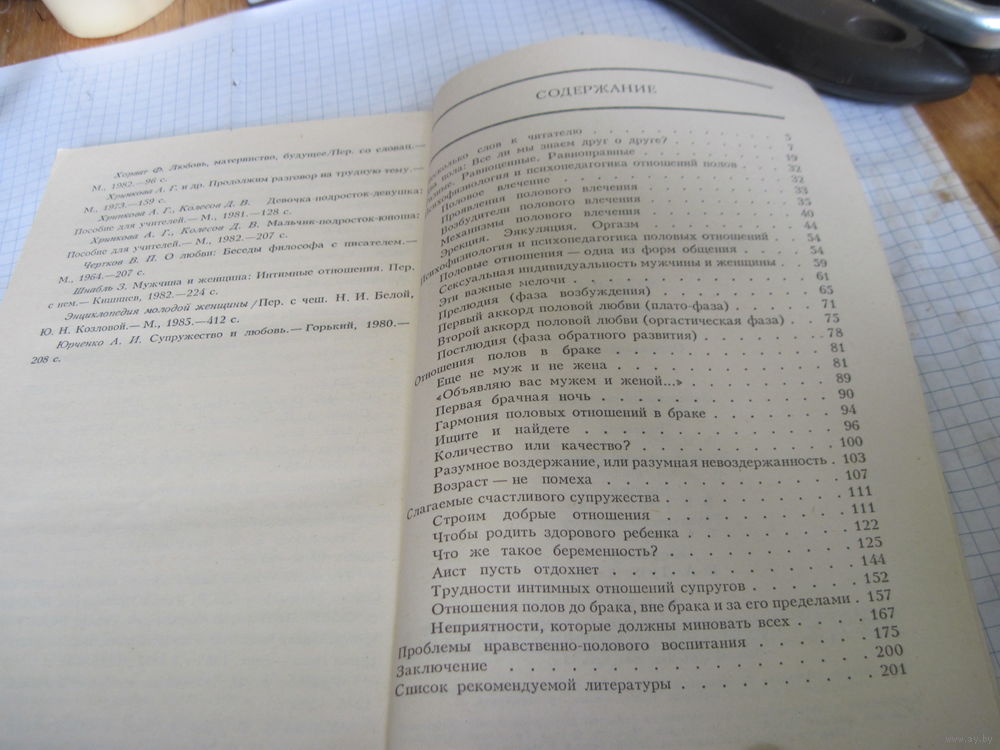 Хорват Ф. Любовь, материнство, будущее/Пер. со словац.—
М., 1982.—96 с.
Хрипкова А. Г. и др. Продолжим разговор на трудную тему.—
М., 1973.—159 с.
Хрипкова А. Г., Колесов Д. В. Девочка-подросток-девушка:
Пособие для учителей.— М., 1981.—128 с.
Хрипкова А. Г., Колесов Д. В. Мальчик-подросток-юноша:
Пособие для учителей.— М., 1982.—207 с.
Чертков В. П. О любви: Беседы философа с писателем.—
М., 1964.—207 с.
Шнабль З. Мужчина и женщина: Интимные отношения. Пер.
с нем.— Кишинев, 1982.—224 с.
Энциклопедия молодой женщины/Пер. с чеш. Н. И. Белой,
Ю. Н. Козловой.— М., 1985.—412 с.
Юрченко А. И. Супружество и любовь.— Горький, 1980.—
208 с.
СОДЕРЖАНИЕ
слов к читателю . . . 5
пола: Все ли мы знаем друг о друге? . . . 7
Равноценные. Равноправные . . . 19
Психофизиология и психопедагогика отношений полов . . . 32
Половое влечение . . . 32
Проявления полового влечения . . . 33
Возбудители полового влечения . . . 35
Механизмы полового влечения . . . 40
Эрекция. Эякуляция. Оргазм . . . 44
Психофизиология и психопедагогика половых отношений . . . 54
Половые отношения — одна из форм общения . . . 54
Сексуальная индивидуальность мужчины и женщины . . . 59
Эти важные мелочи . . . 61
Прелюдия (фаза возбуждения) . . . 65
Первый аккорд половой любви (плато-фаза) . . . 71
Второй аккорд половой любви (оргастическая фаза) . . . 75
Постлюдия (фаза обратного развития) . . . 78
Отношения полов в браке . . . 81
Еще не муж и не жена . . . 81
«Объявляю вас мужем и женой...» . . . 89
Первая брачная ночь . . . 90
Гармония половых отношений в браке . . . 94
Ищите и найдете . . . 96
Количество или качество? . . . 100
Разумное воздержание, или разумная невоздержанность . 103
Возраст — не помеха . . . 107
Слагаемые счастливого супружества . . . 111
Строим добрые отношения . . . 111
Чтобы родить здорового ребенка . . . 122
Что же такое беременность? . . . 125
Аист пусть отдохнет . . . 144
Трудности интимных отношений супругов . . . 152
Отношения полов до брака, вне брака и за его пределами . 157
Неприятности, которые должны миновать всех . . . 167
Проблемы нравственно-полового воспитания . . . 175
Заключение . . . 200
Список рекомендуемой литературы . . . 201
www.ay.by